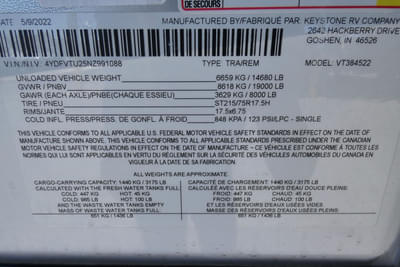 DE SECOURS
DATE 5/9/2022
MANUFACTURED BY/FABRIQUÉ PAR: KEYSTONE RV COMPANY
2642 HACKBERRY DRIVE
GOSHEN, IN 46526
V.I.N./N.I.V. 4YDFVTU25NZ991088 TYPE: TRA/REM MODEL: VT384522
UNLOADED VEHICLE WEIGHT 6659 KG / 14680 LB
GVWR / PNBV 8618 KG / 19000 LB
GAWR (EACH AXLE)/PNBE(CHAQUE ESSIEU) 3629 KG / 8000 LB
TIRE / PNEU ST215/75R17.5H
RIM / JANTE 17.5x6.75
COLD INFL. PRESS/PRESS. DE GONFL. À FROID 848 KPA / 123 PSI/LPC - SINGLE
THIS VEHICLE CONFORMS TO ALL APPLICABLE U.S. FEDERAL MOTOR VEHICLE SAFETY STANDARDS IN EFFECT ON THE DATE OF
MANUFACTURE SHOWN ABOVE. THIS VEHICLE CONFORMS TO ALL APPLICABLE STANDARDS PRESCRIBED UNDER THE CANADIAN
MOTOR VEHICLE SAFETY REGULATIONS IN EFFECT ON THE DATE OF MANUFACTURE / CE VÉHICULE EST CONFORME À TOUTES
LES NORMES QUI LUI SONT APPLICABLES EN VERTU DU RÈGLEMENT SUR LA SÉCURITÉ DES VÉHICULES AUTOMOBILES DU CANADA EN
VIGUEUR À LA DATE DE SA FABRICATION
ALL WEIGHTS ARE APPROXIMATE
CARGO-CARRYING CAPACITY: 1440 KG / 3175 LB CAPACITÉ DE CHARGEMENT: 1440 KG/3175 LB
CALCULATED WITH THE FRESH WATER TANKS FULL CALCULÉE AVEC LES RÉSERVOIRS D'EAU DOUCE PLEINS:
COLD: 447 KG HOT: 45 KG FROID: 447 KG CHAUD: 45 KG
COLD: 985 LB HOT: 100 LB FROID: 985 LB CHAUD: 100 LB
AND THE WASTE WATER TANKS EMPTY ET LES RÉSERVOIRS D'EAUX USÉES VIDES
MASS OF WASTE WATER TANKS FULL MASSE DES RÉSERVOIRS D'EAUX USÉES PLEINS
651 KG / 1436 LB 651 KG / 1436 LB